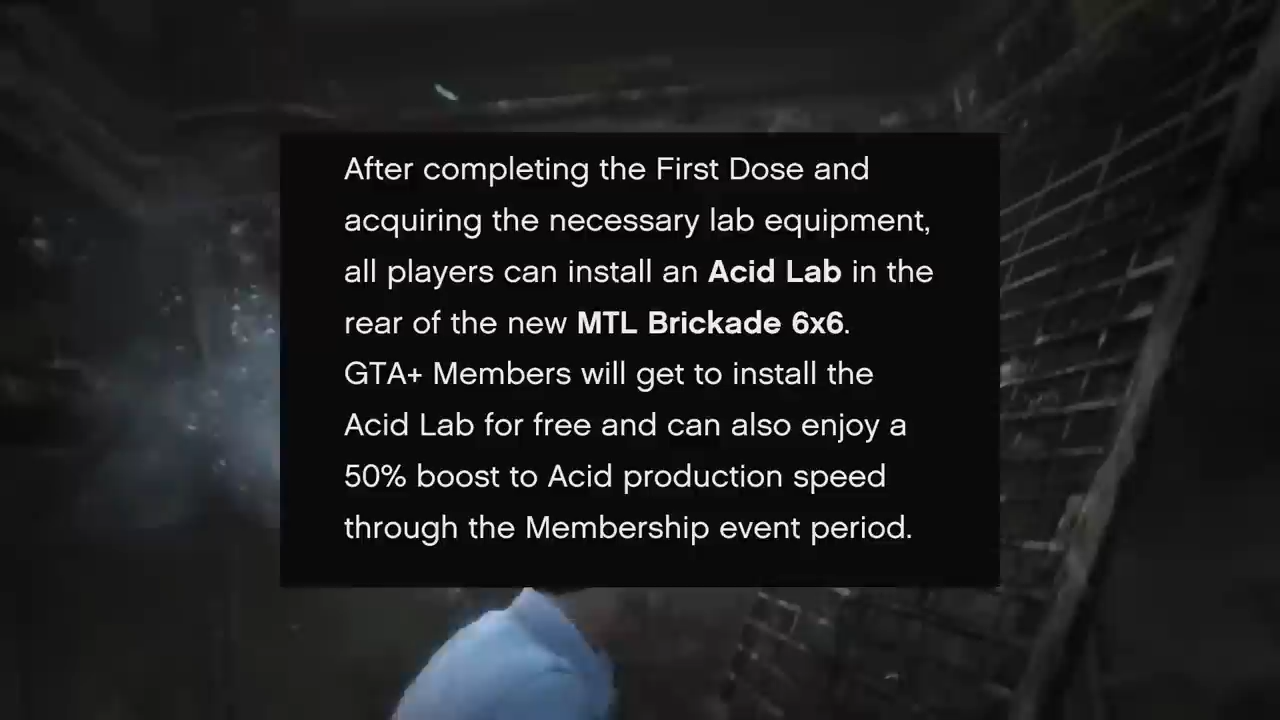 After completing the First Dose and
acquiring the necessary lab equipment,
all players can install an Acid Lab in the
rear of the new MTL Brickade 6x6.
GTA+ Members will get to install the
Acid Lab for free and can also enjoy a
50% boost to Acid production speed
through the Membership event period.